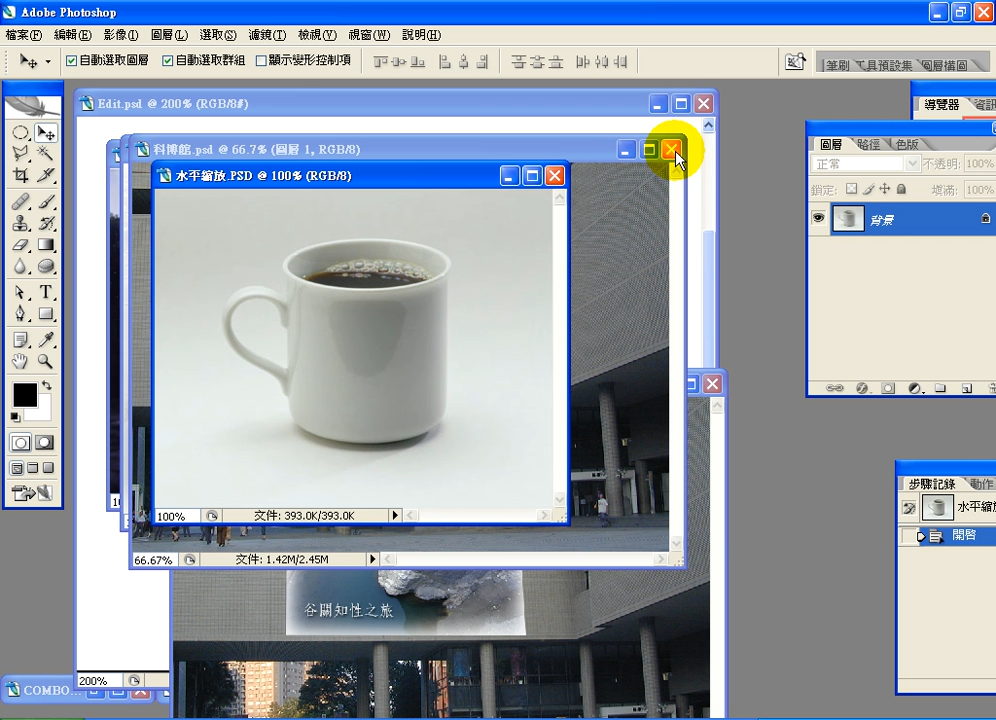 Adobe Photoshop
檔案(F) 編輯(E) 影像(I) 圖層(L) 選取(S) 濾鏡(T) 檢視(V) 視窗(W) 說明(H)
自動選取圖層 自動選取群組 顯示變形控制項
筆刷 工具預設集 圖層構圖
Edit.psd @ 200% (RGB/8#)
導覽器 資訊
科博館.psd @ 66.7% (圖層 1, RGB/8)
圖層 路徑 色版
正常 不透明: 100%
水平縮放.PSD @ 100% (RGB/8)
鎖定: 填滿: 100%
背景
步驟記錄 動作
水平縮放
開啓
100% 文件: 393.0K/393.0K
66.67% 文件: 1.42M/2.45M
谷關知性之旅
200%
COMBO...